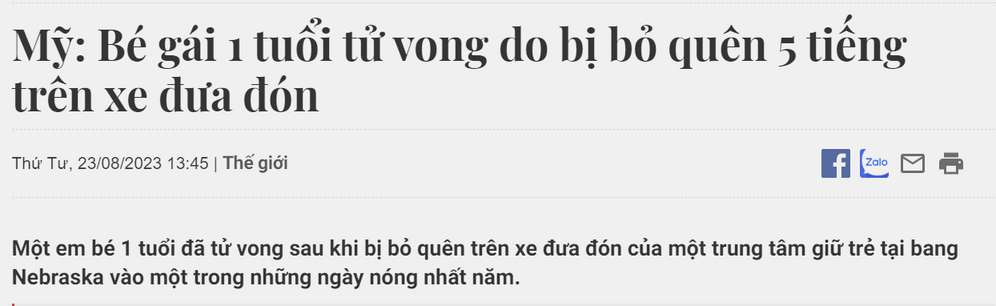 Mỹ: Bé gái 1 tuổi tử vong do bị bỏ quên 5 tiếng
trên xe đưa đón
Thứ Tư, 23/08/2023 13:45 | Thế giới
Zalo
Một em bé 1 tuổi đã tử vong sau khi bị bỏ quên trên xe đưa đón của một trung tâm giữ trẻ tại bang
Nebraska vào một trong những ngày nóng nhất năm.